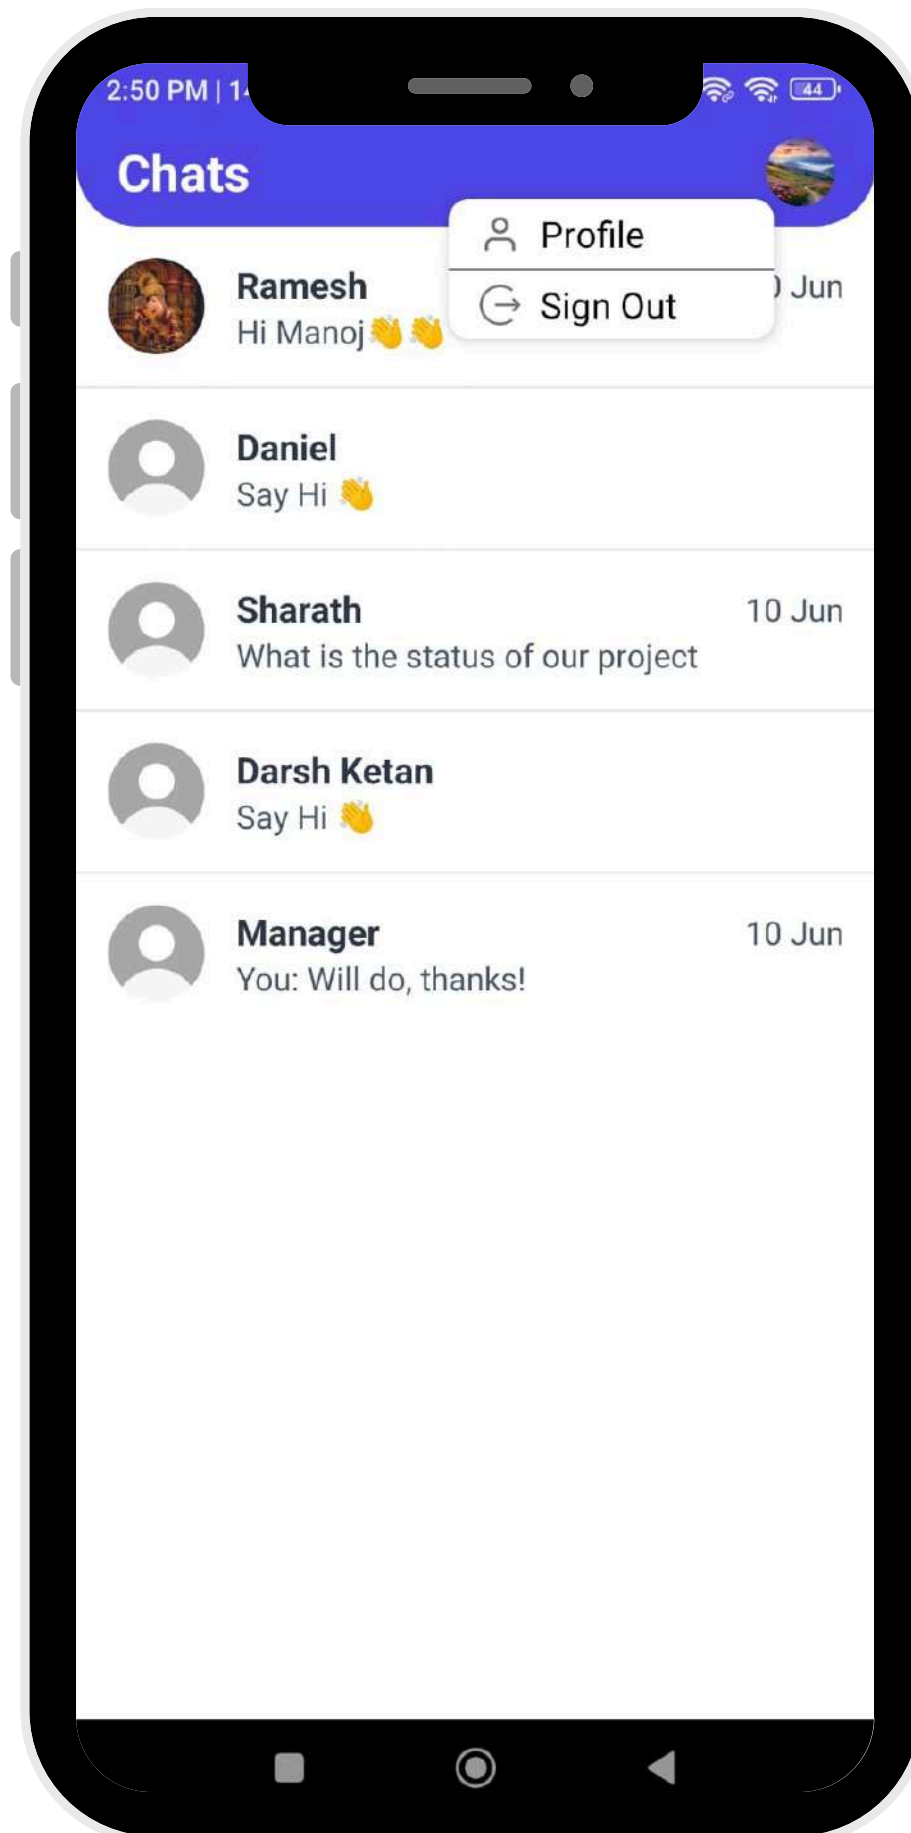 2:50 PM | 1
44
Chats
Profile
Ramesh
Jun
Sign Out
Hi Manoj👋👋
Daniel
Say Hi 👋
Sharath
10 Jun
What is the status of our project
Darsh Ketan
Say Hi 👋
Manager
10 Jun
You: Will do, thanks!